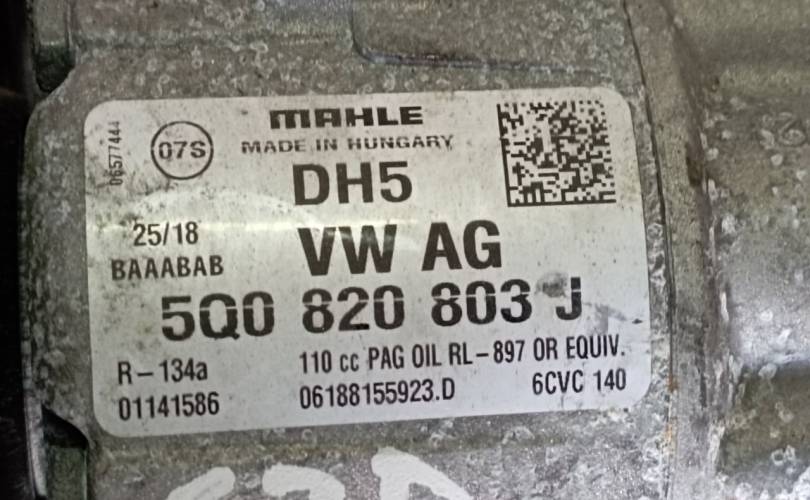 MAHLE
MADE IN HUNGARY
07S
06577444
DH5
25/18
VW AG
BAAABAB
5Q0 820 803 J
R-134a
110 cc PAG OIL RL-897 OR EQUIV.
01141586
06188155923.D
6CVC 140